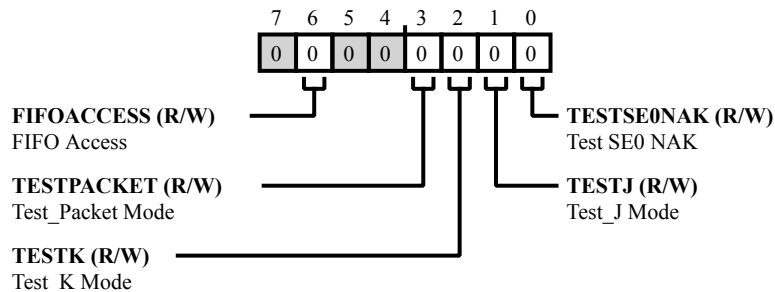 7 6 5 4 3 2 1 0
0 0 0 0 0 0 0 0
FIFOACCESS (R/W)
FIFO Access
TESTSE0NAK (R/W)
Test SE0 NAK
TESTPACKET (R/W)
Test_Packet Mode
TESTJ (R/W)
Test_J Mode
TESTK (R/W)
Test_K Mode